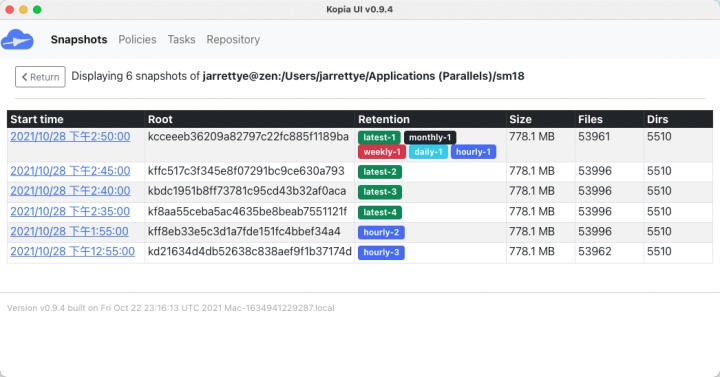 Kopia UI v0.9.4
Snapshots Policies Tasks Repository
Return Displaying 6 snapshots of jarrettye@zen:/Users/jarrettye/Applications (Parallels)/sm18
Start time Root Retention Size Files Dirs
2021/10/28 下午2:50:00 kcceeeb36209a82797c22fc885f1189ba latest-1 monthly-1 778.1 MB 53961 5510
weekly-1 daily-1 hourly-1
2021/10/28 下午2:45:00 kffc517c3f345e8f07291bc9ce630a793 latest-2 778.1 MB 53996 5510
2021/10/28 下午2:40:00 kbdc1951b8ff73781c95cd43b32af0aca latest-3 778.1 MB 53996 5510
2021/10/28 下午2:35:00 kf8aa55ceba5ac4635be8beab7551121f latest-4 778.1 MB 53996 5510
2021/10/28 下午1:55:00 kff8eb33e5c3d1a7fde151fc4bbef34a4 hourly-2 778.1 MB 53996 5510
2021/10/28 下午12:55:00 kd21634d4db52638c838aef9f1b37174d hourly-3 778.1 MB 53962 5510
Version v0.9.4 built on Fri Oct 22 23:16:13 UTC 2021 Mac-1634941229287.local